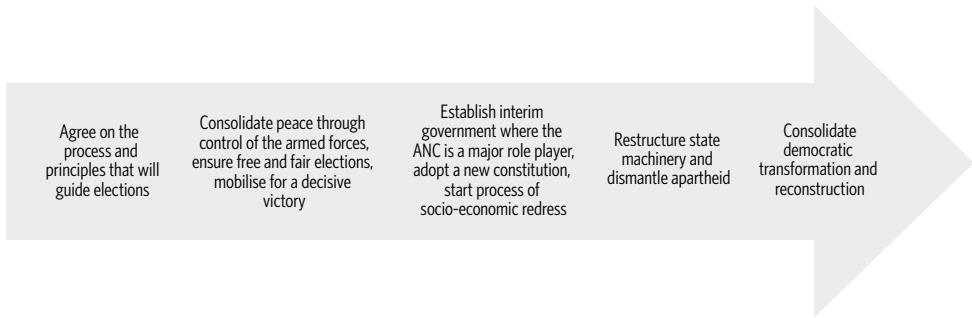 Agree on the
process and
principles that will
guide elections
Consolidate peace through
control of the armed forces,
ensure free and fair elections,
mobilise for a decisive
victory
Establish interim
government where the
ANC is a major role player,
adopt a new constitution,
start process of
socio-economic redress
Restructure state
machinery and
dismantle apartheid
Consolidate
democratic
transformation and
reconstruction